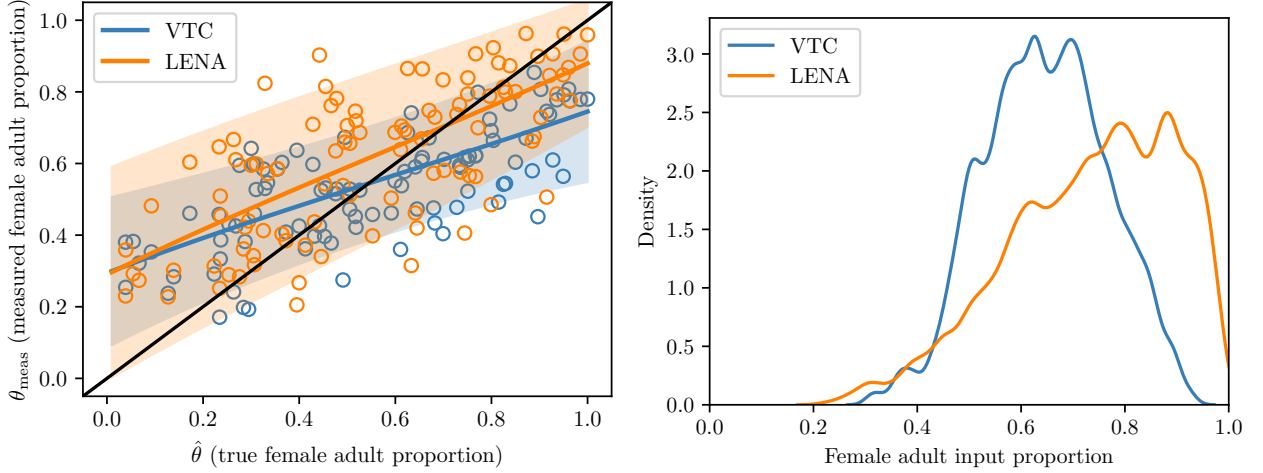 VTC
LENA
1.0
0.8
0.6
0.4
0.2
0.0
θ_meas (measured female adult proportion)
0.0 0.2 0.4 0.6 0.8 1.0
θ̂ (true female adult proportion)
VTC
LENA
3.0
2.5
2.0
1.5
1.0
0.5
0.0
Density
0.0 0.2 0.4 0.6 0.8 1.0
Female adult input proportion